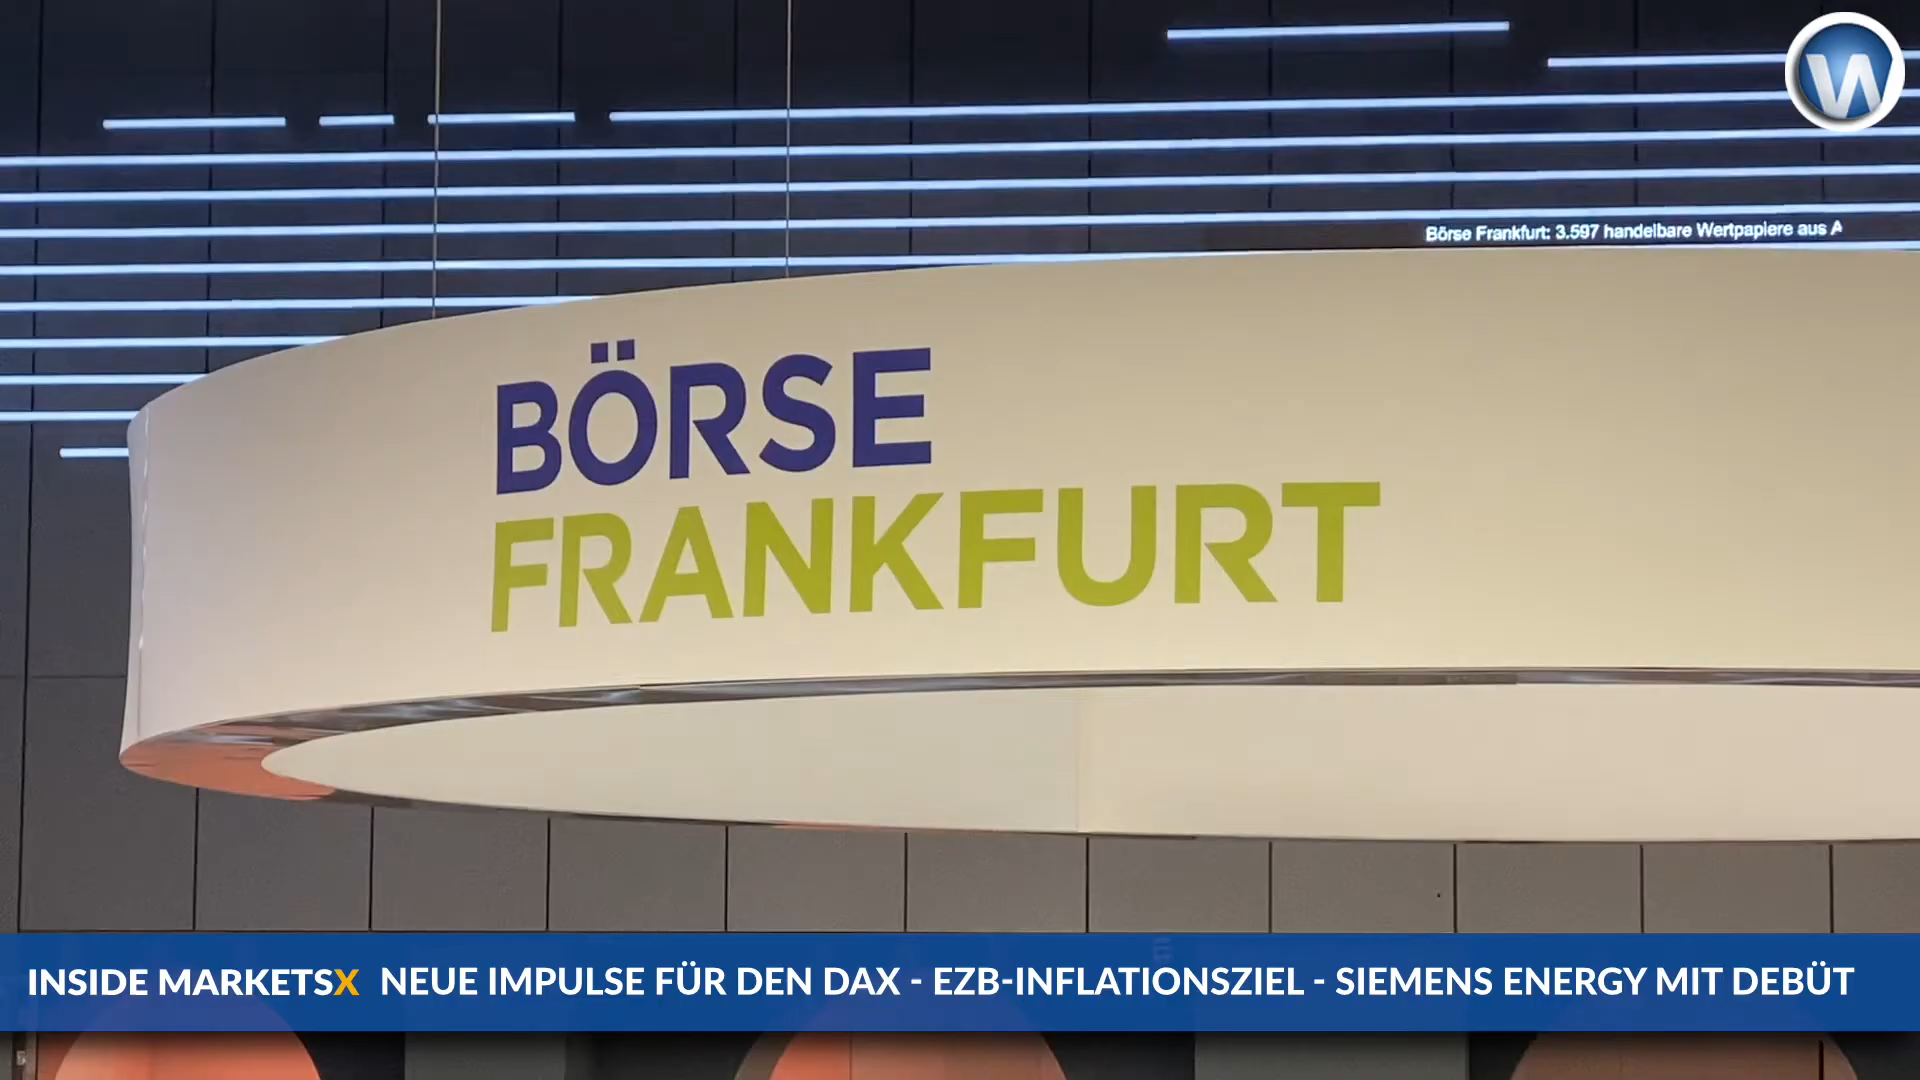 W
Börse Frankfurt: 3.597 handelbare Wertpapiere aus A
BÖRSE
FRANKFURT
INSIDE MARKETSX NEUE IMPULSE FÜR DEN DAX - EZB-INFLATIONSZIEL - SIEMENS ENERGY MIT DEBÜT